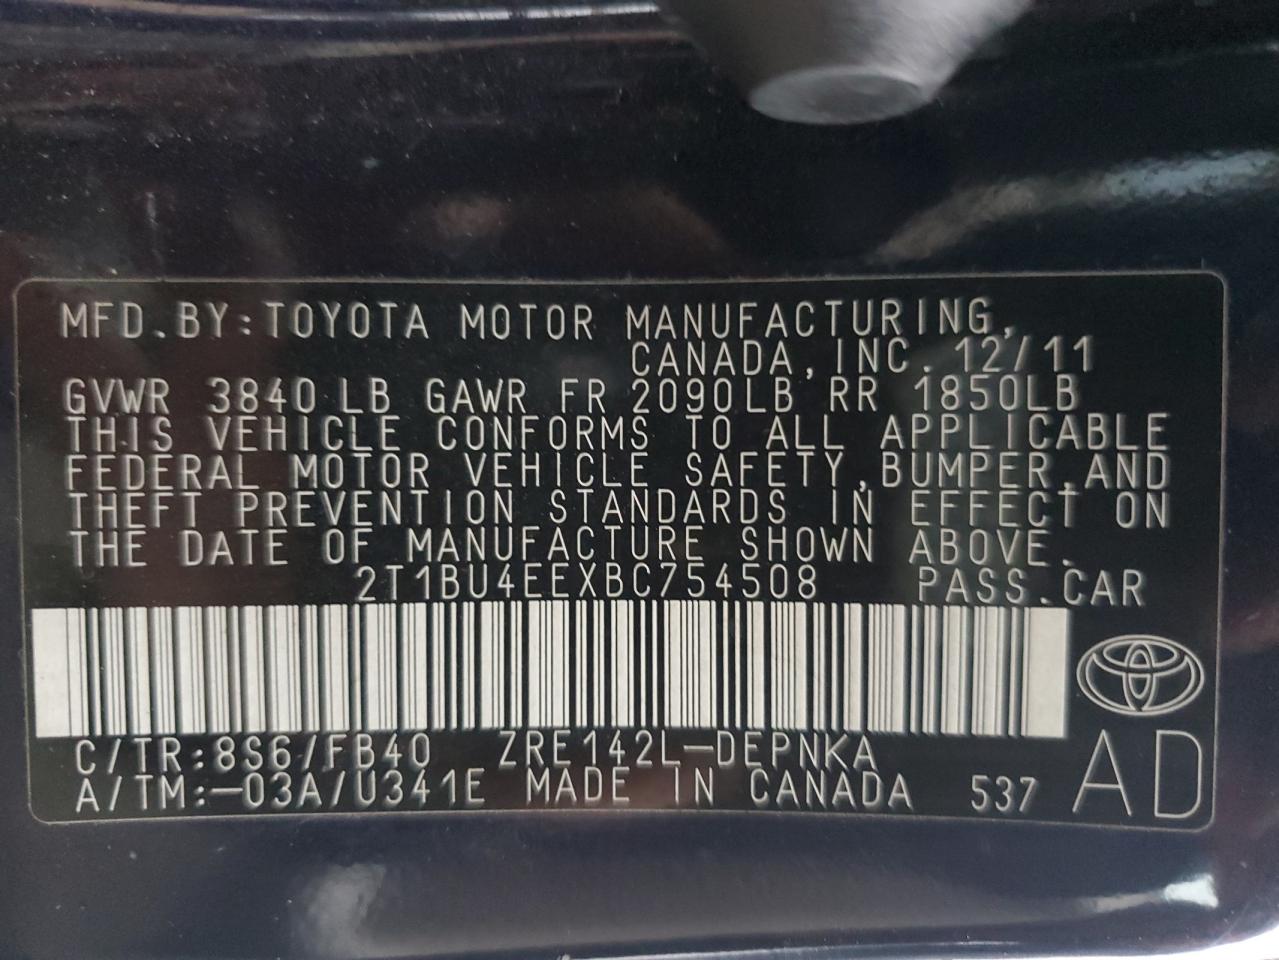 MFD.BY:TOYOTA MOTOR MANUFACTURING,
CANADA,INC. 12/11
GVWR 3840 LB GAWR FR 2090LB RR 1850LB
THIS VEHICLE CONFORMS TO ALL APPLICABLE
FEDERAL MOTOR VEHICLE SAFETY,BUMPER,AND
THEFT PREVENTION STANDARDS IN EFFECT ON
THE DATE OF MANUFACTURE SHOWN ABOVE.
2T1BU4EEXBC754508 PASS.CAR
C/TR:8S6/FB40 ZRE142L-DEPNKA
A/TM:-03A/U341E MADE IN CANADA 537 AD